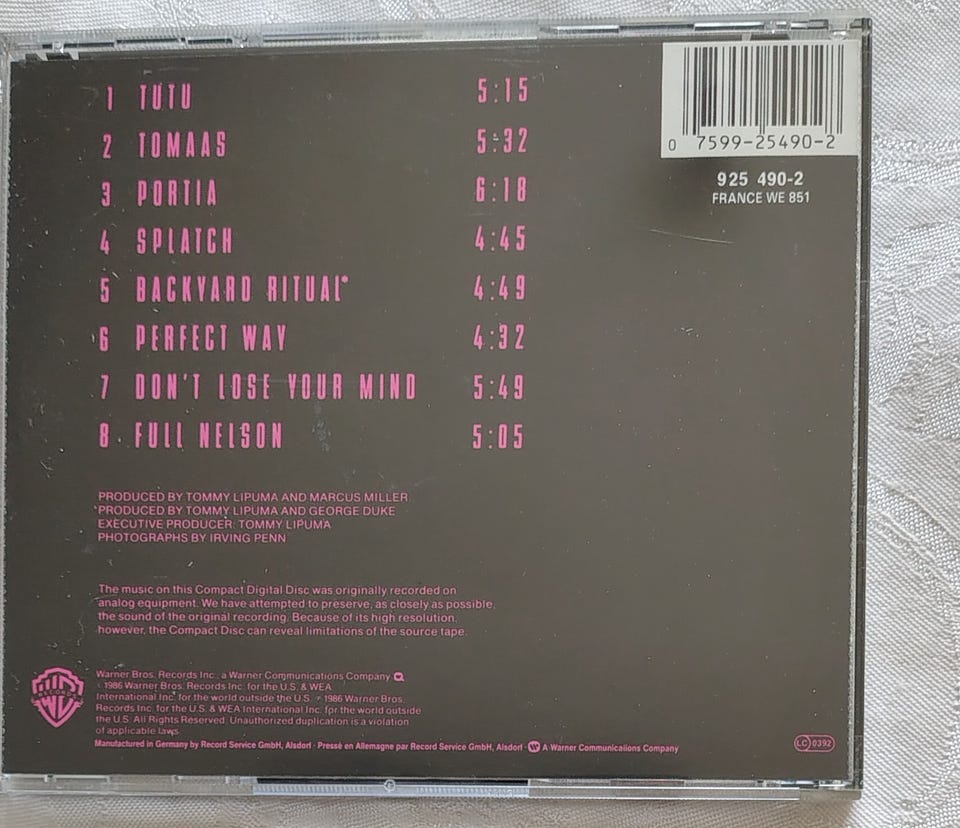 1 TUTU 5:15
2 TOMAAS 5:32
3 PORTIA 6:18
4 SPLATCH 4:45
5 BACKYARD RITUAL* 4:49
6 PERFECT WAY 4:32
7 DON'T LOSE YOUR MIND 5:49
8 FULL NELSON 5:05
0 7599-25490-2
925 490-2
FRANCE WE 851
PRODUCED BY TOMMY LIPUMA AND MARCUS MILLER
*PRODUCED BY TOMMY LIPUMA AND GEORGE DUKE
EXECUTIVE PRODUCER: TOMMY LIPUMA
PHOTOGRAPHS BY IRVING PENN
The music on this Compact Digital Disc was originally recorded on
analog equipment. We have attempted to preserve, as closely as possible,
the sound of the original recording. Because of its high resolution,
however, the Compact Disc can reveal limitations of the source tape.
RECORDS
Warner Bros. Records Inc., a Warner Communications Company
1986 Warner Bros. Records Inc. for the U.S. & WEA
International Inc. for the world outside the U.S. 1986 Warner Bros.
Records Inc. for the U.S. & WEA International Inc. for the world outside
the U.S. All Rights Reserved. Unauthorized duplication is a violation
of applicable laws.
Manufactured in Germany by Record Service GmbH, Alsdorf · Pressé en Allemagne par Record Service GmbH, Alsdorf · A Warner Communications Company
LC 0392